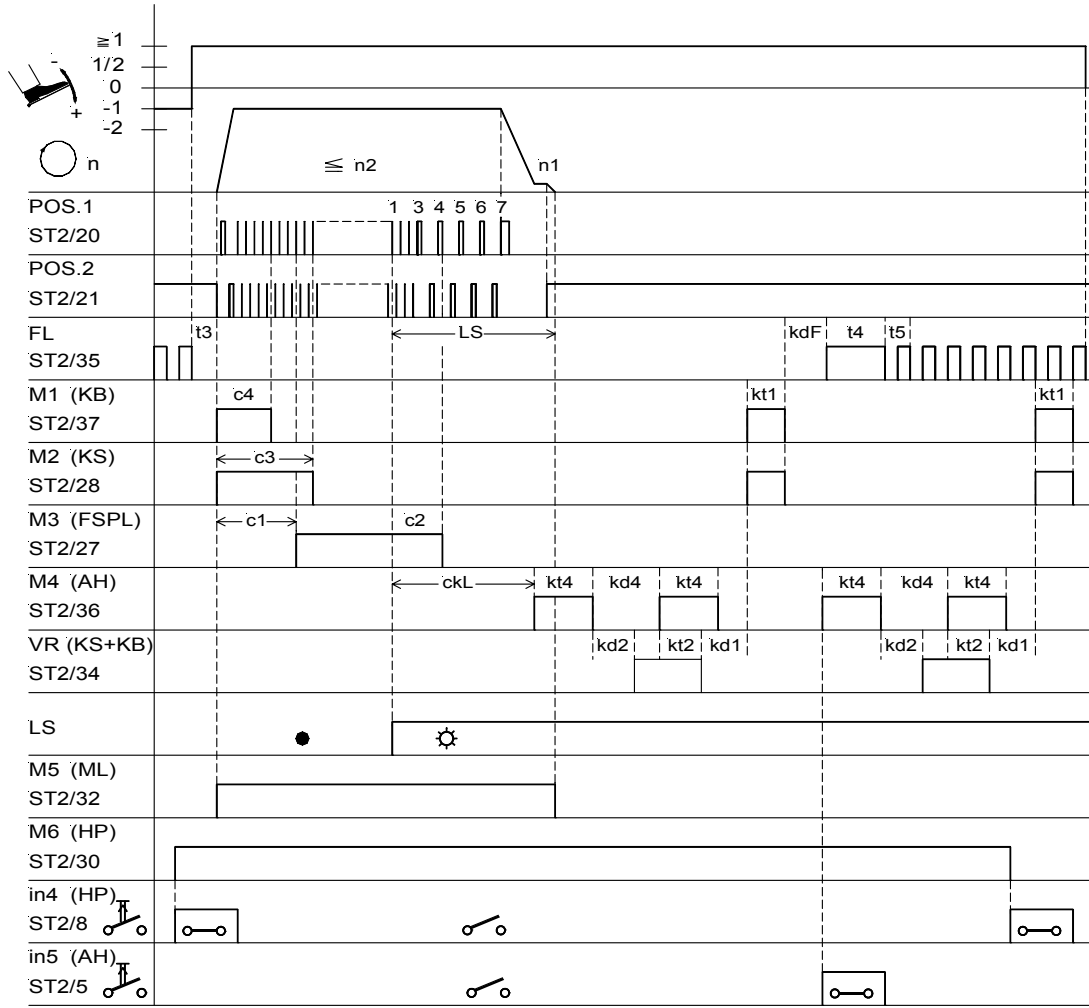 ≧1
1/2
0
-1
-2
-
+
n
≦ n2
n1
POS.1
1 3 4 5 6 7
ST2/20
POS.2
ST2/21
FL
t3
LS
kdF t4 t5
ST2/35
M1 (KB)
c4
kt1
kt1
ST2/37
M2 (KS)
c3
ST2/28
M3 (FSPL)
c1
c2
ST2/27
M4 (AH)
ckL
kt4 kd4 kt4
kt4 kd4 kt4
ST2/36
VR (KS+KB)
kd2 kt2 kd1
kd2 kt2 kd1
ST2/34
LS
M5 (ML)
ST2/32
M6 (HP)
ST2/30
in4 (HP)
ST2/8
in5 (AH)
ST2/5